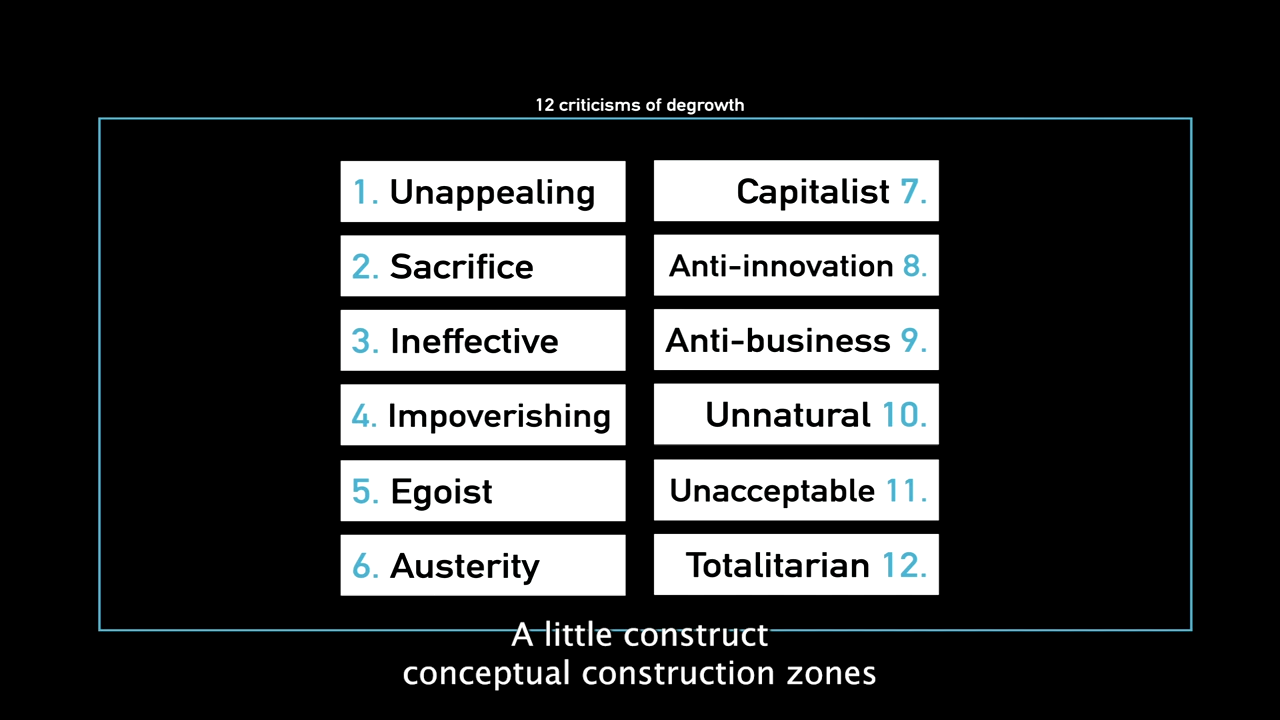 12 criticisms of degrowth
1. Unappealing
2. Sacrifice
3. Ineffective
4. Impoverishing
5. Egoist
6. Austerity
Capitalist 7.
Anti-innovation 8.
Anti-business 9.
Unnatural 10.
Unacceptable 11.
Totalitarian 12.
A little construct
conceptual construction zones